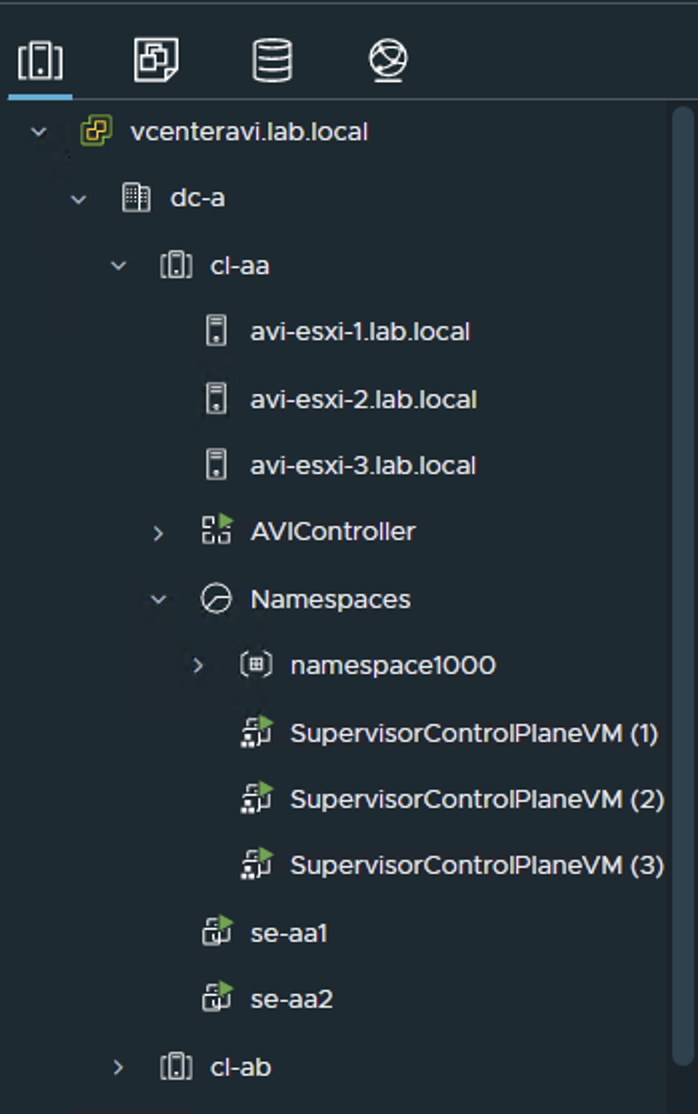 vcenteravi.lab.local
dc-a
cl-aa
avi-esxi-1.lab.local
avi-esxi-2.lab.local
avi-esxi-3.lab.local
AVIController
Namespaces
namespace1000
SupervisorControlPlaneVM (1)
SupervisorControlPlaneVM (2)
SupervisorControlPlaneVM (3)
se-aa1
se-aa2
cl-ab